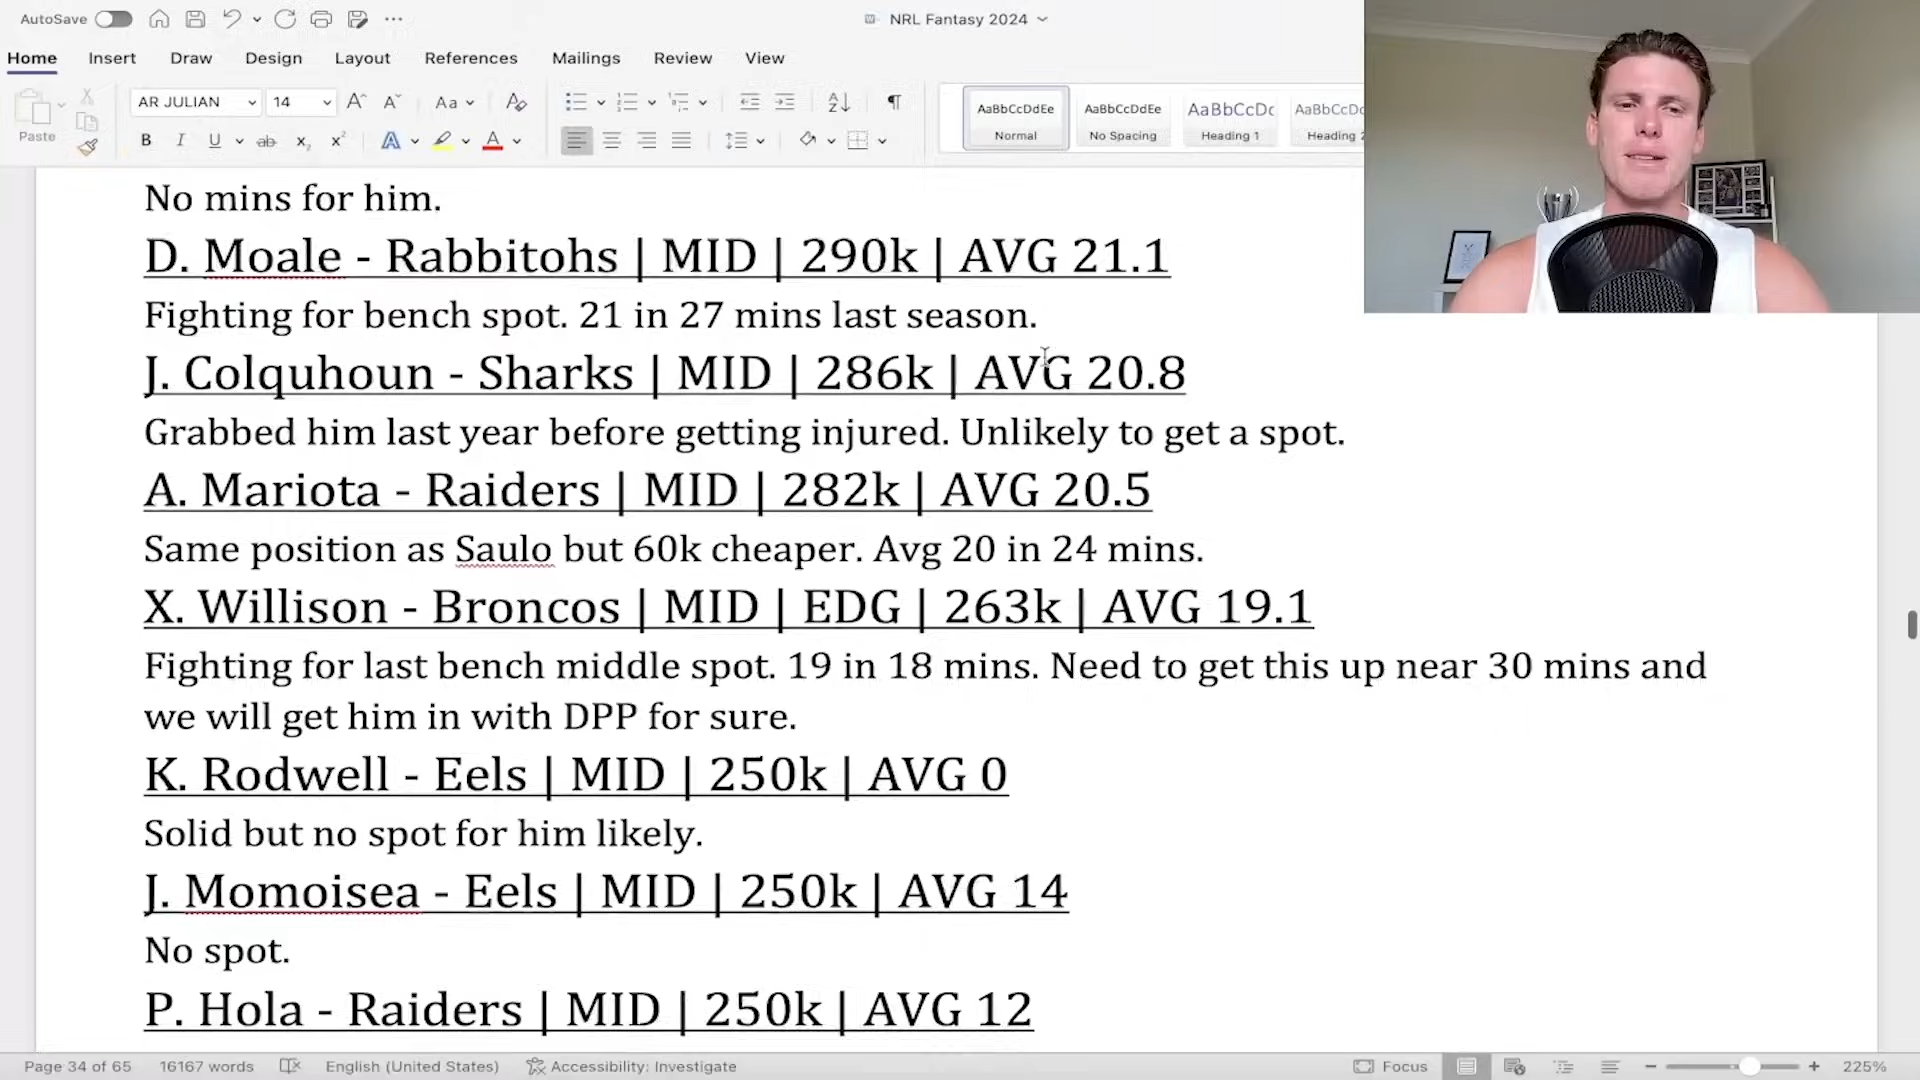 AutoSave
NRL Fantasy 2024
Home Insert Draw Design Layout References Mailings Review View
Paste
AR JULIAN 14
AaBbCcDdEe AaBbCcDdEe AaBbCcDc AaBbCcDd
Normal No Spacing Heading 1 Heading 2
No mins for him.
D. Moale - Rabbitohs | MID | 290k | AVG 21.1
Fighting for bench spot. 21 in 27 mins last season.
J. Colquhoun - Sharks | MID | 286k | AVG 20.8
Grabbed him last year before getting injured. Unlikely to get a spot.
A. Mariota - Raiders | MID | 282k | AVG 20.5
Same position as Saulo but 60k cheaper. Avg 20 in 24 mins.
X. Willison - Broncos | MID | EDG | 263k | AVG 19.1
Fighting for last bench middle spot. 19 in 18 mins. Need to get this up near 30 mins and
we will get him in with DPP for sure.
K. Rodwell - Eels | MID | 250k | AVG 0
Solid but no spot for him likely.
J. Momoisea - Eels | MID | 250k | AVG 14
No spot.
P. Hola - Raiders | MID | 250k | AVG 12
Page 34 of 65 16167 words English (United States) Accessibility: Investigate Focus 225%